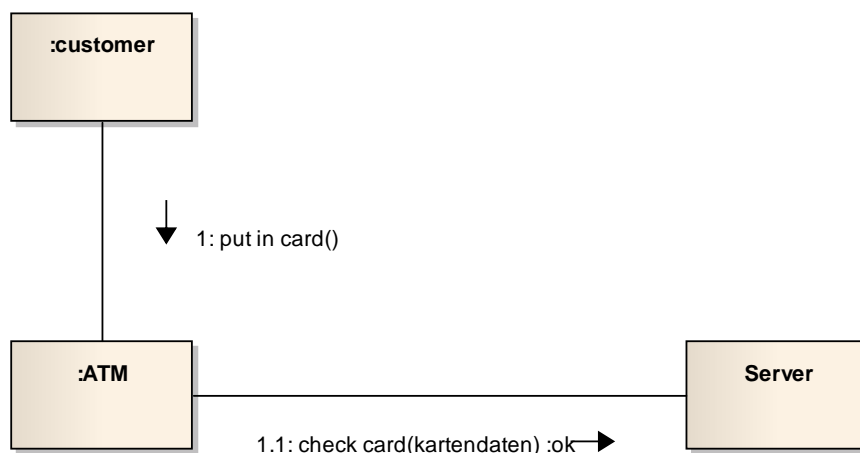 :customer
1: put in card()
:ATM
Server
1.1: check card(kartendaten) :ok